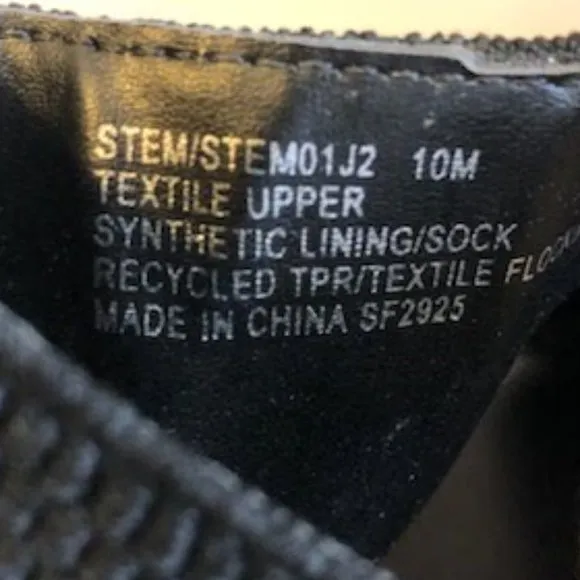 STEM/STEM01J2 10M
TEXTILE UPPER
SYNTHETIC LINING/SOCK
RECYCLED TPR/TEXTILE
MADE IN CHINA SF2925